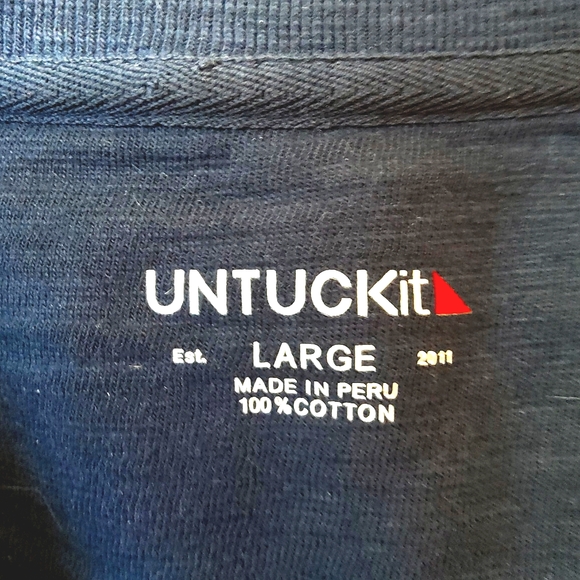 UNTUCKit
Est. LARGE 2011
MADE IN PERU
100% COTTON